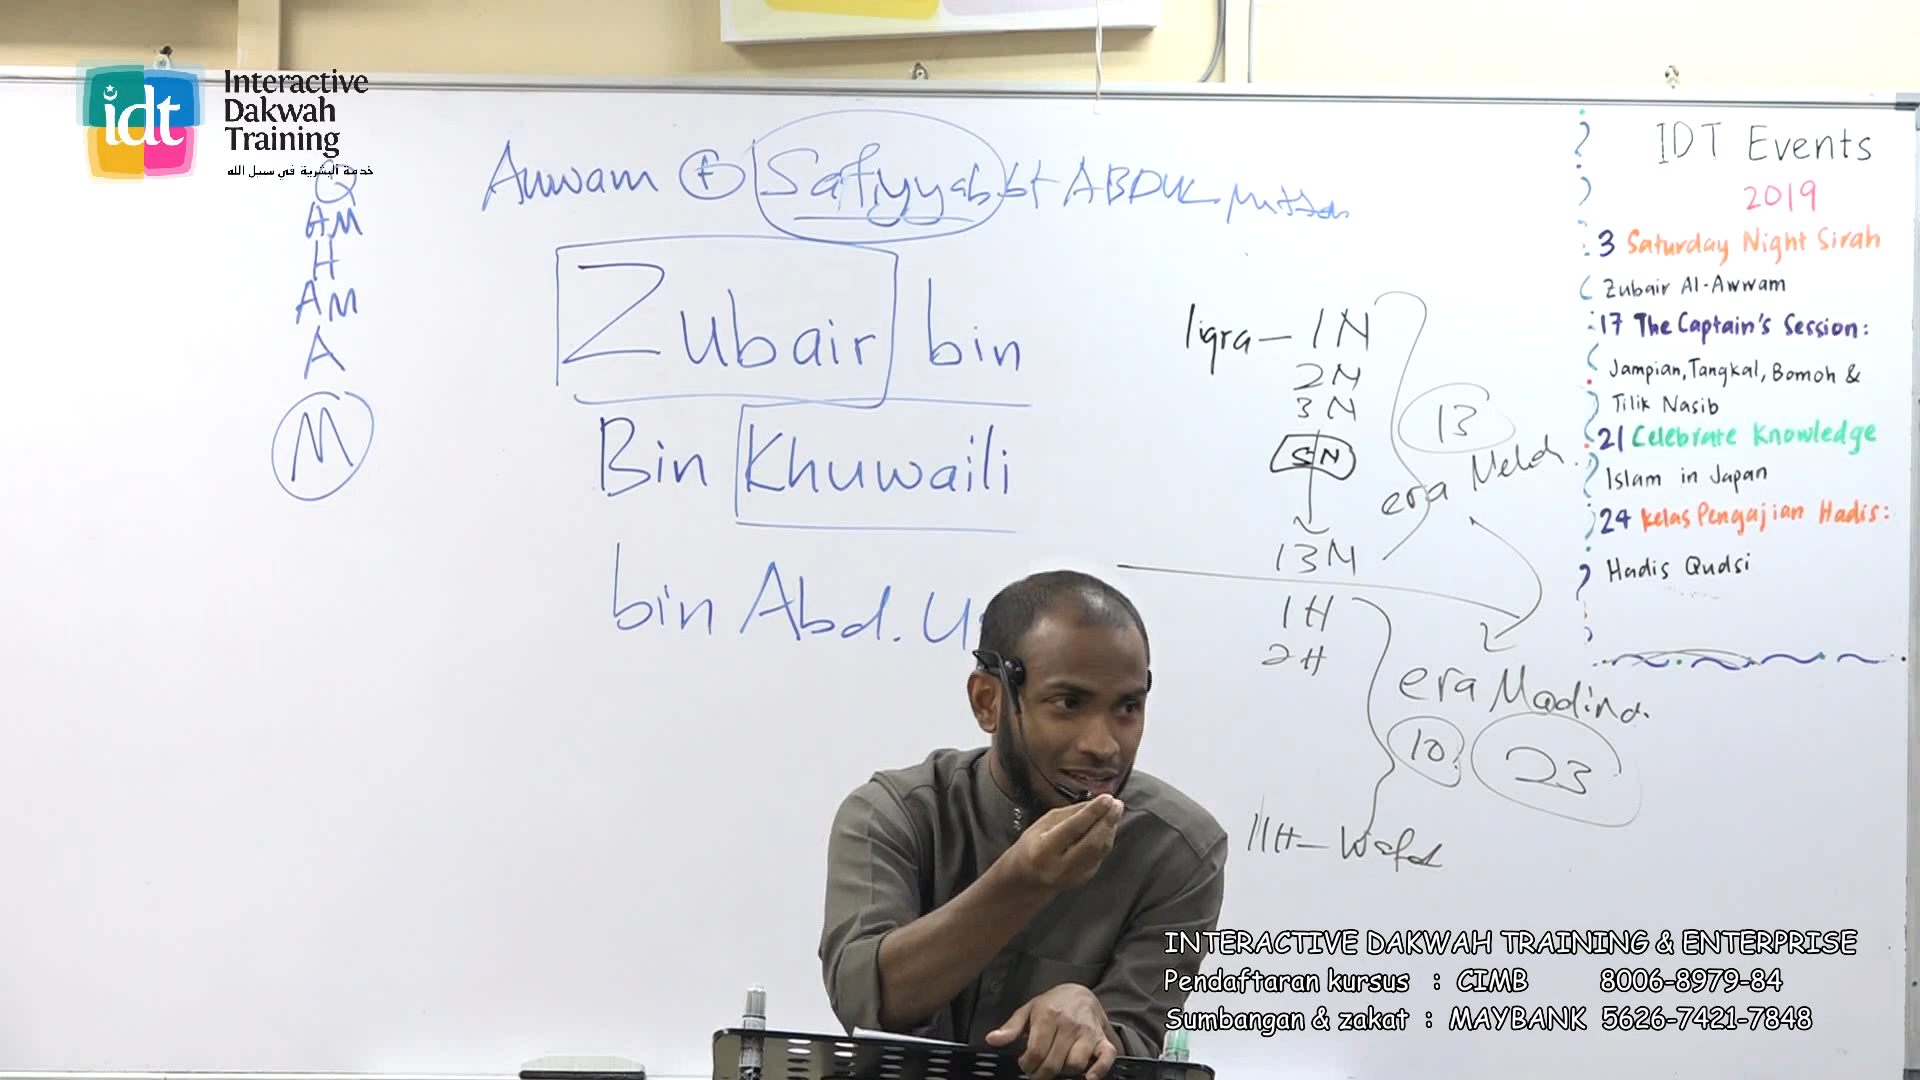 idt
Interactive
Dakwah
Training
خدمة البشرية في سبيل الله
Q
AM
H
AM
A
M
Awwam + Safiyyah bt ABDUL
Zubair bin
Bin Khuwaili
bin Abd. U
Iqra - 1N
2N
3N
5N
13N
13
era
1H
2H
era Madina
10
23
11H - Wafat
IDT Events
2019
3 Saturday Night Sirah
Zubair Al-Awwam
17 The Captain's Session:
Jampian, Tangkal, Bomoh &
Tilik Nasib
21 Celebrate Knowledge
Islam in Japan
24 Kelas Pengajian Hadis:
Hadis Qudsi
INTERACTIVE DAKWAH TRAINING & ENTERPRISE
Pendaftaran kursus : CIMB 8006-8979-84
Sumbangan & zakat : MAYBANK 5626-7421-7848